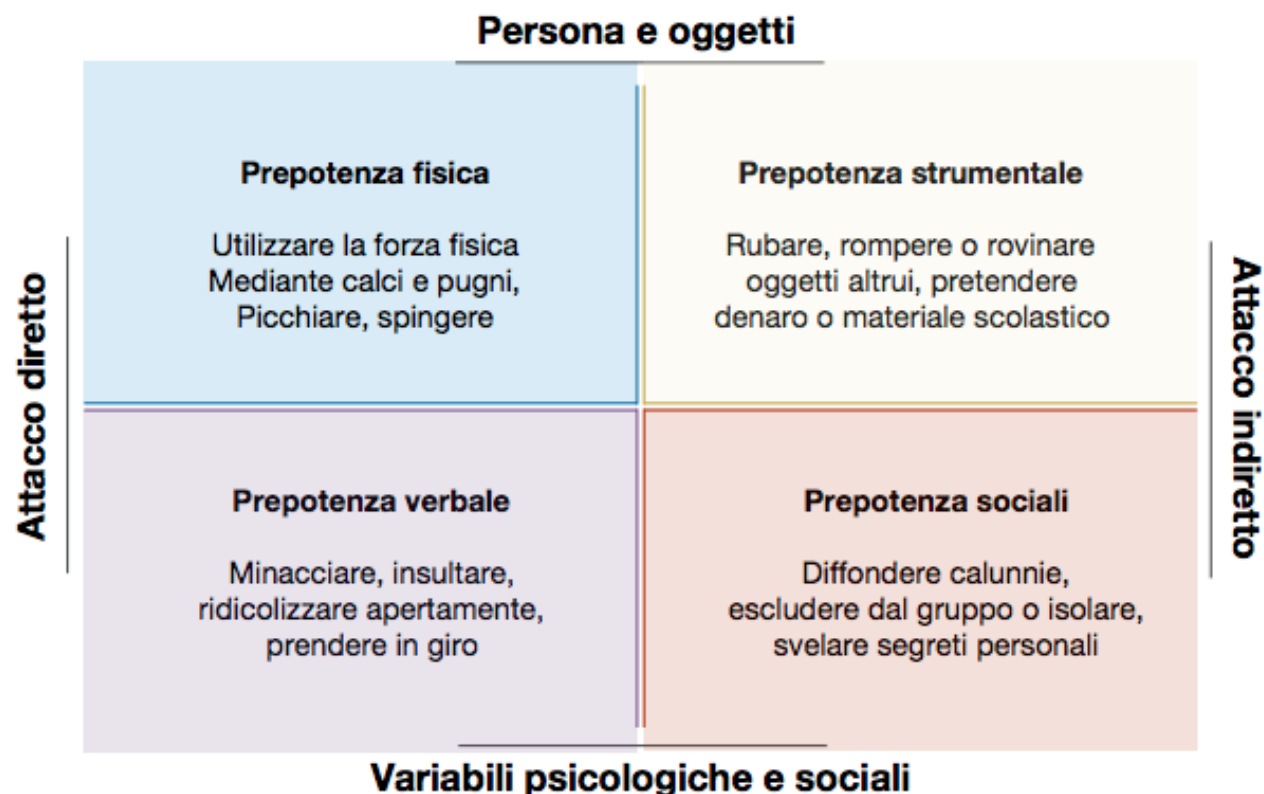 Persona e oggetti
Prepotenza fisica
Utilizzare la forza fisica
Mediante calci e pugni,
Picchiare, spingere
Prepotenza strumentale
Rubare, rompere o rovinare
oggetti altrui, pretendere
denaro o materiale scolastico
Attacco diretto
Attacco indiretto
Prepotenza verbale
Minacciare, insultare,
ridicolizzare apertamente,
prendere in giro
Prepotenza sociali
Diffondere calunnie,
escludere dal gruppo o isolare,
svelare segreti personali
Variabili psicologiche e sociali